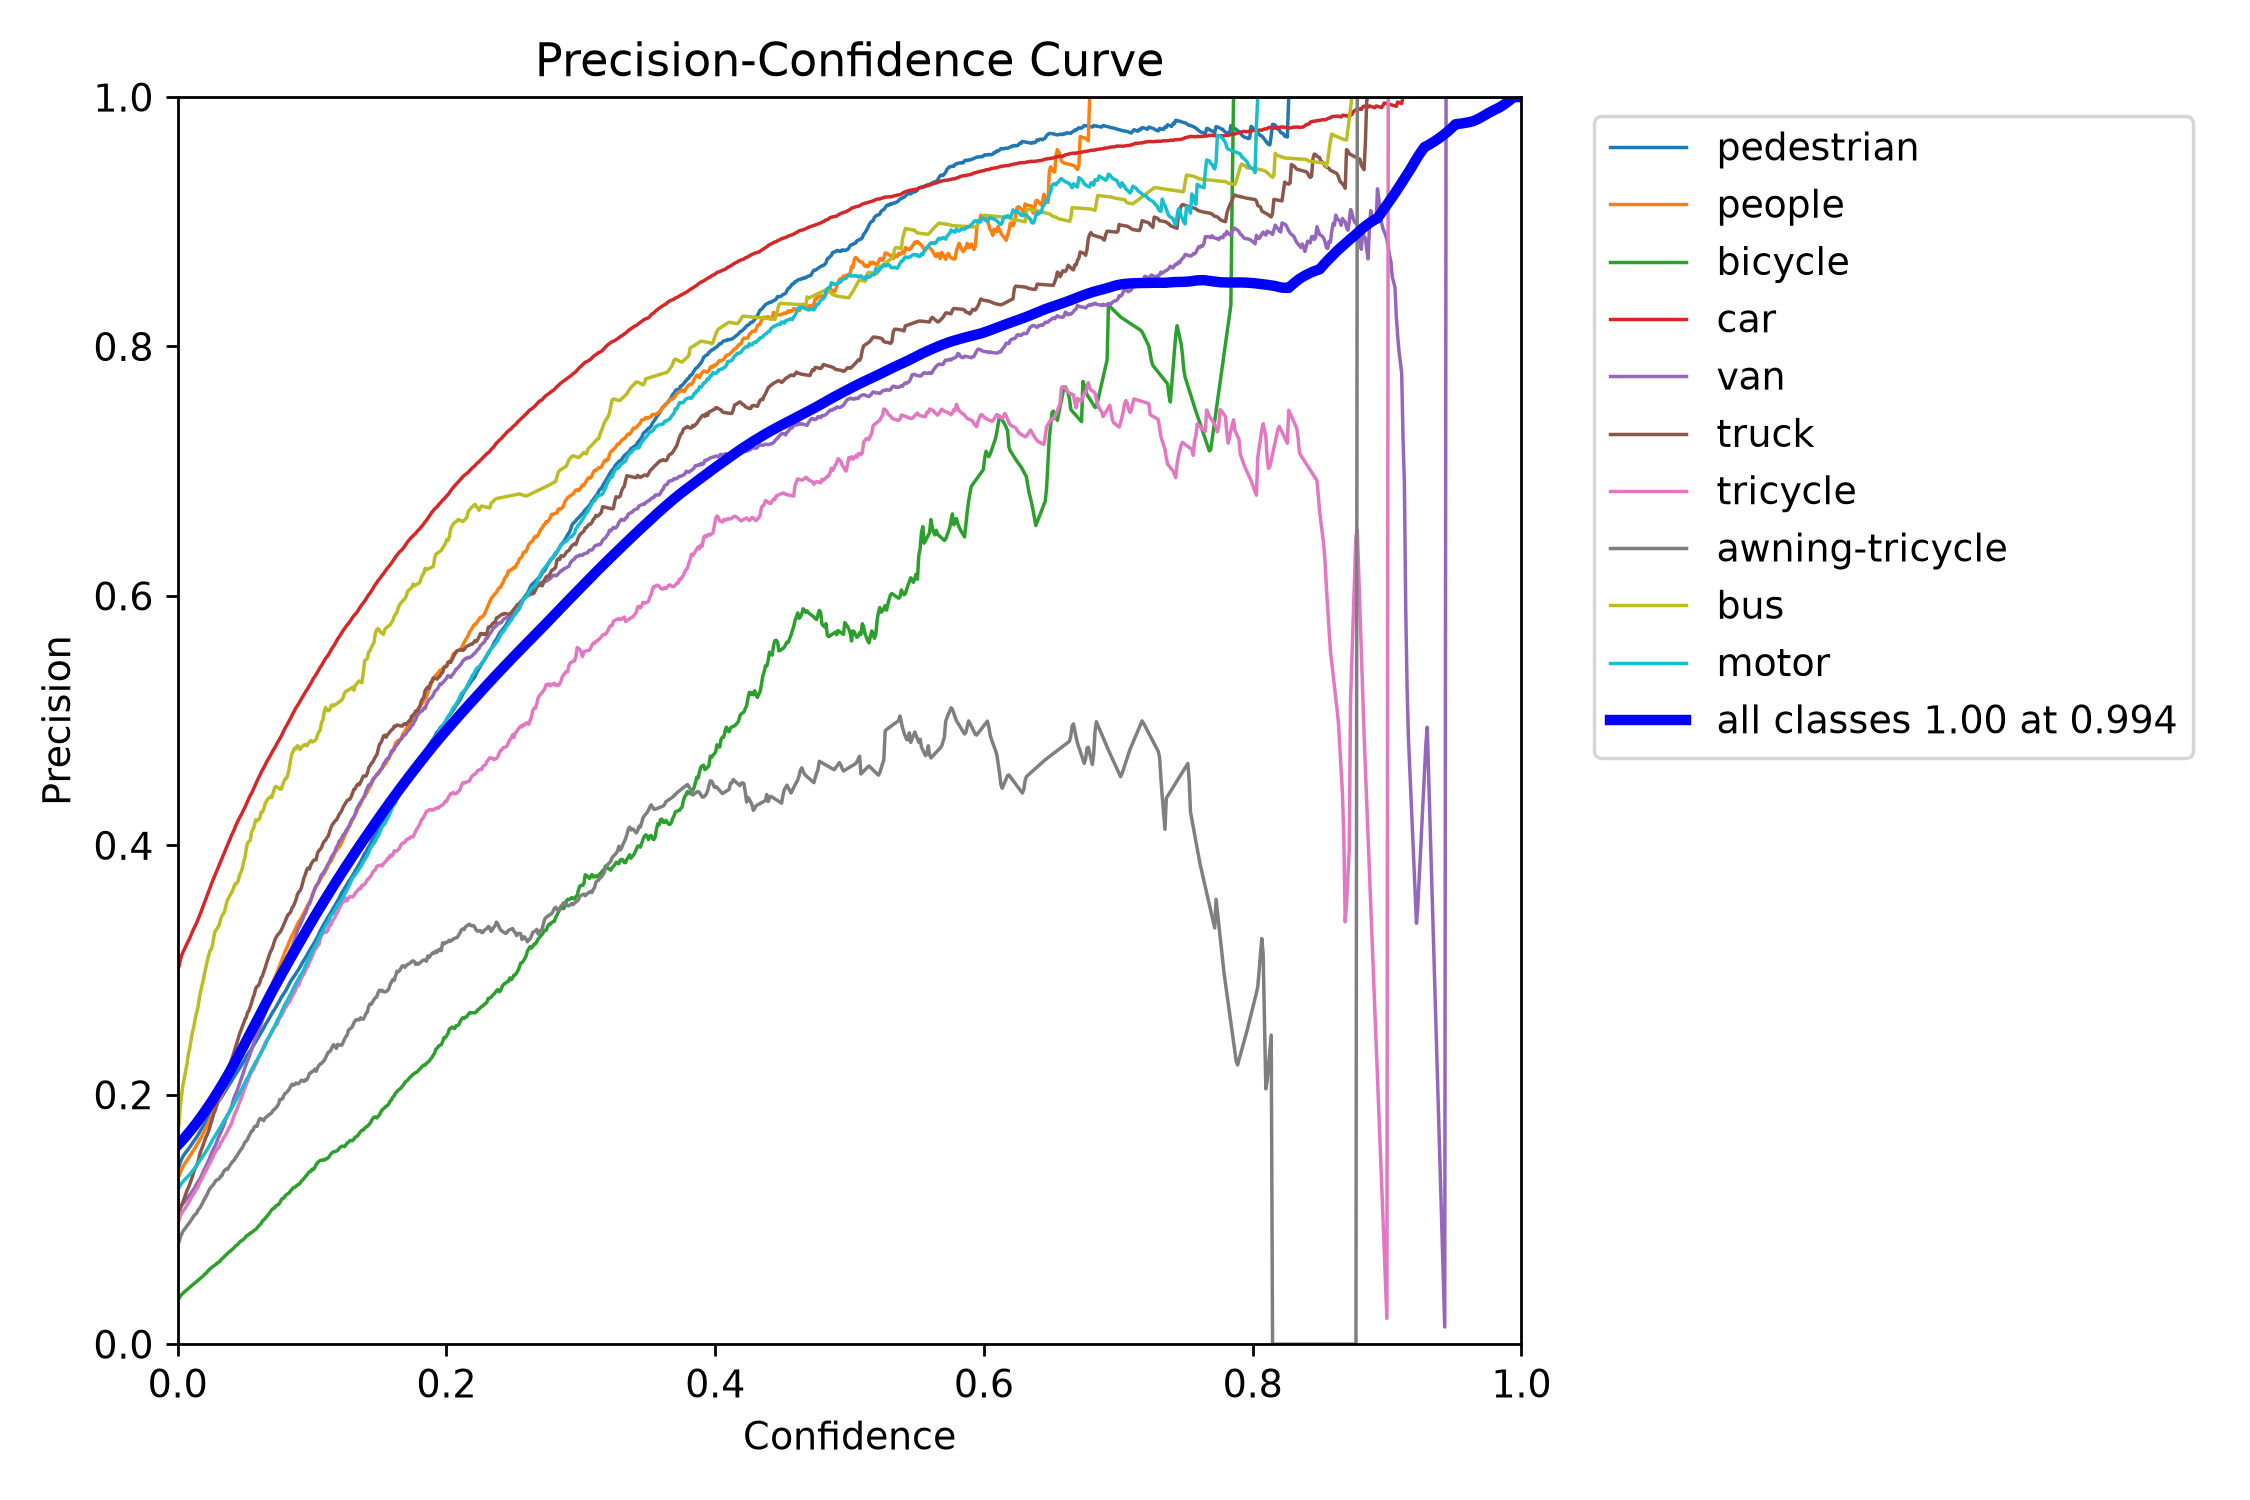 Precision-Confidence Curve
1.0
0.8
0.6
0.4
0.2
0.0
Precision
0.0 0.2 0.4 0.6 0.8 1.0
Confidence
pedestrian
people
bicycle
car
van
truck
tricycle
awning-tricycle
bus
motor
all classes 1.00 at 0.994